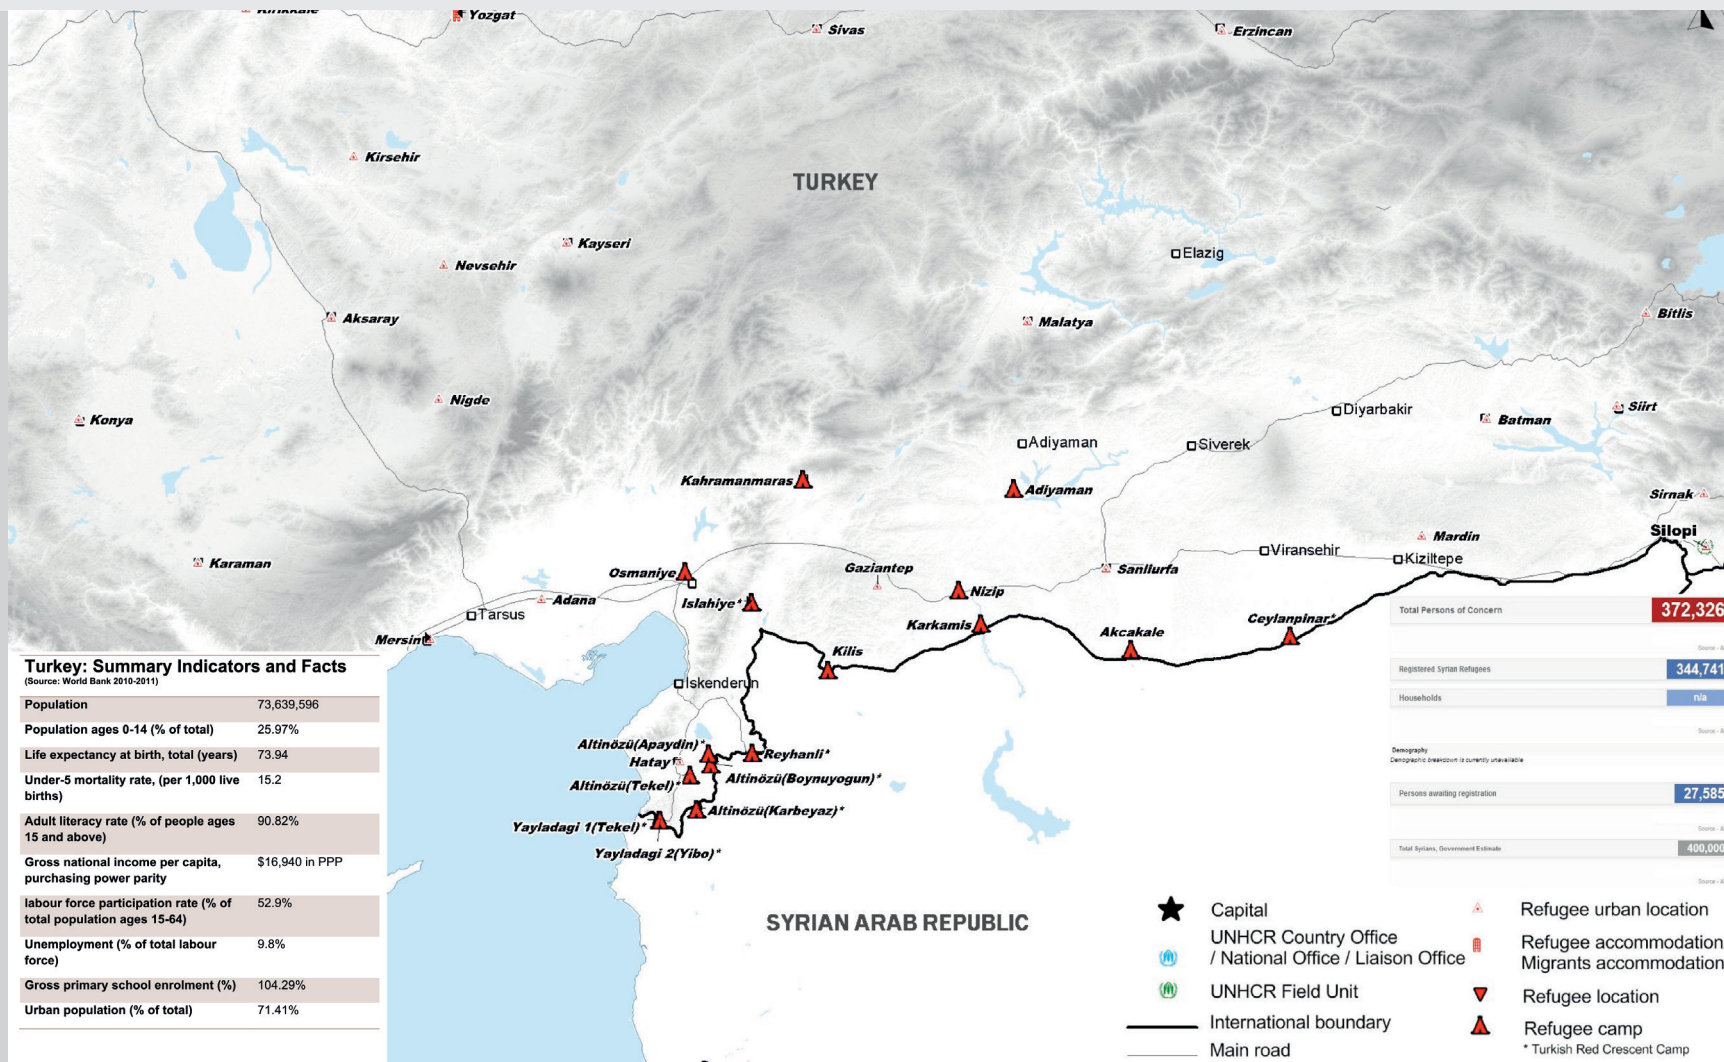 Kirikkale
Yozgat
Sivas
Erzincan
Kirsehir
TURKEY
Kayseri
Nevsehir
Elazig
Aksaray
Malatya
Bitlis
Nigde
Konya
Diyarbakir
Batman
Siirt
Adiyaman
Siverek
Kahramanmaras
Adiyaman
Sirnak
Silopi
Mardin
Karaman
Viransehir
Kiziltepe
Osmaniye
Gaziantep
Sanliurfa
Adana
Islahiye*
Nizip
Tarsus
Karkamis
Akcakale
Ceylanpinar*
Mersin
Kilis
Iskenderun
Altinözü(Apaydin)*
Reyhanli*
Hatay
Altinözü(Boynuyogun)*
Altinözü(Tekel)*
Altinözü(Karbeyaz)*
Yayladagi 1(Tekel)*
Yayladagi 2(Yibo)*
SYRIAN ARAB REPUBLIC
Turkey: Summary Indicators and Facts
(Source: World Bank 2010-2011)
Population 73,639,596
Population ages 0-14 (% of total) 25.97%
Life expectancy at birth, total (years) 73.94
Under-5 mortality rate, (per 1,000 live 15.2
births)
Adult literacy rate (% of people ages 90.82%
15 and above)
Gross national income per capita, $16,940 in PPP
purchasing power parity
labour force participation rate (% of 52.9%
total population ages 15-64)
Unemployment (% of total labour 9.8%
force)
Gross primary school enrolment (%) 104.29%
Urban population (% of total) 71.41%
Total Persons of Concern 372,326
Source -
Registered Syrian Refugees 344,741
Households n/a
Source -
Demography
Demographic breakdown is currently unavailable
Persons awaiting registration 27,585
Source -
Total Syrians, Government Estimate 400,000
Source -
Capital
UNHCR Country Office
/ National Office / Liaison Office
UNHCR Field Unit
International boundary
Main road
Refugee urban location
Refugee accommodation
Migrants accommodation
Refugee location
Refugee camp
* Turkish Red Crescent Camp